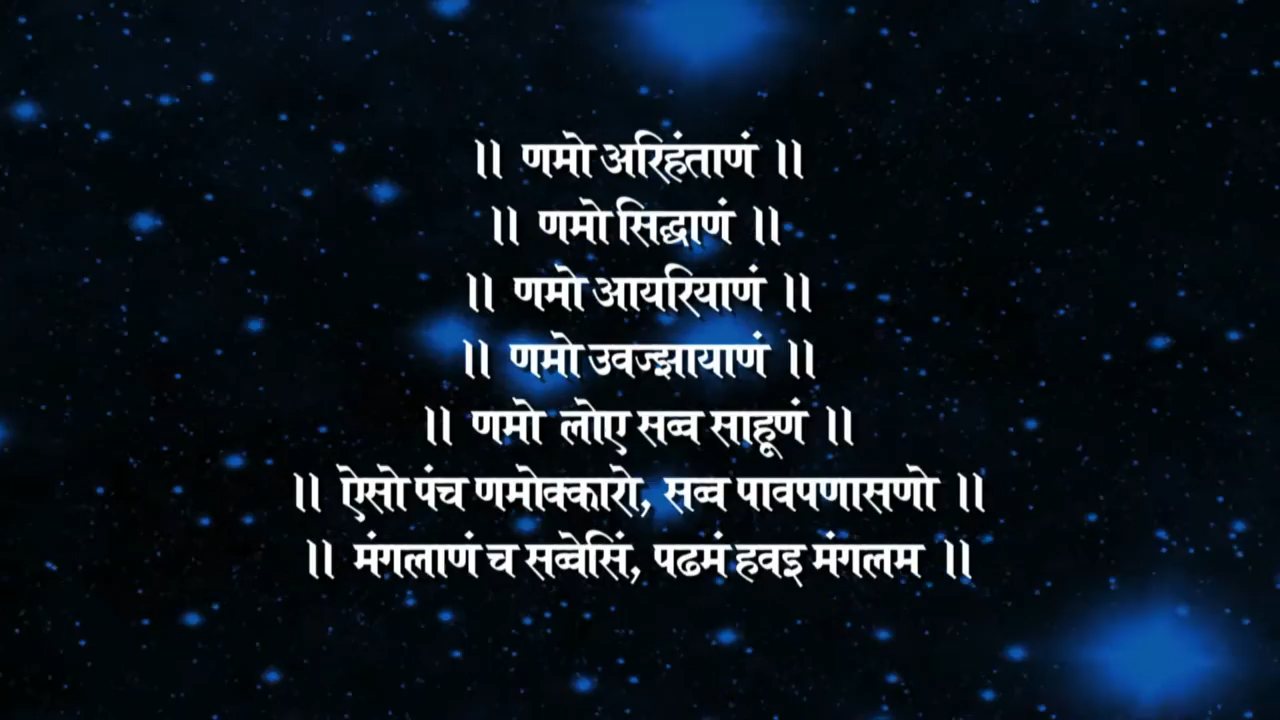 ।। णमो अरिहंताणं ।।
।। णमो सिद्धाणं ।।
।। णमो आयरियाणं ।।
।। णमो उवज्झायाणं ।।
।। णमो लोए सव्व साहूणं ।।
।। ऐसो पंच णमोक्कारो, सव्व पावपणासणो ।।
।। मंगलाणं च सव्वेसिं, पढमं हवइ मंगलम ।।